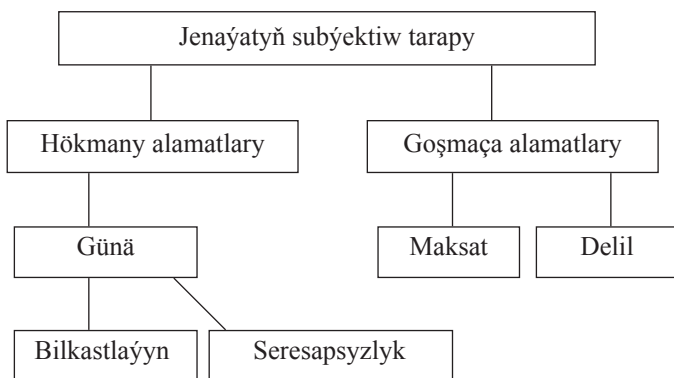 Jenaýatyň subýektiw tarapy
Hökmany alamatlary
Goşmaça alamatlary
Günä
Maksat
Delil
Bilkastlaýyn
Seresapsyzlyk